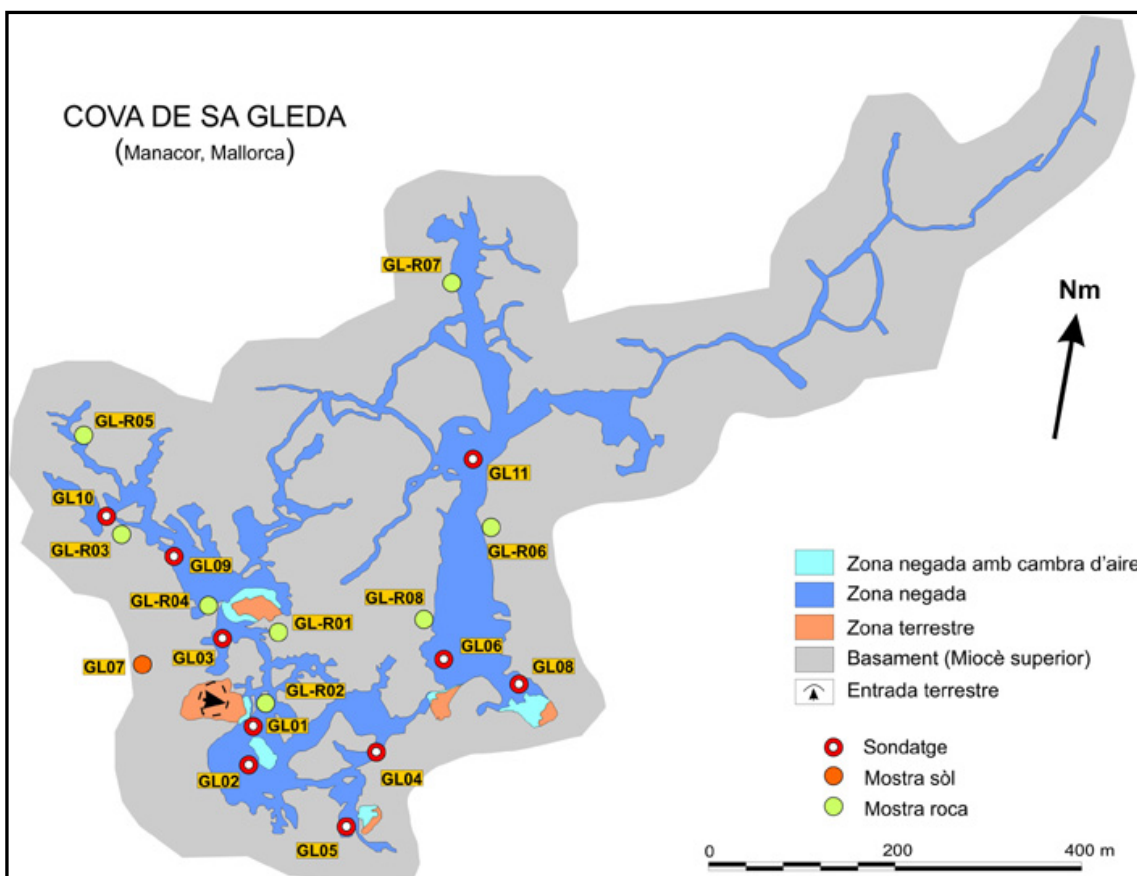 COVA DE SA GLEDA
(Manacor, Mallorca)
GL-R07
Nm
GL-R05
GL10
GL11
GL-R03
GL09
GL-R06
GL-R04
GL-R08
GL-R01
GL03
GL07
GL06
GL08
GL-R02
GL01
GL02
GL04
GL05
Zona negada amb cambra d'aire
Zona negada
Zona terrestre
Basament (Miocè superior)
Entrada terrestre
Sondatge
Mostra sòl
Mostra roca
0 200 400 m